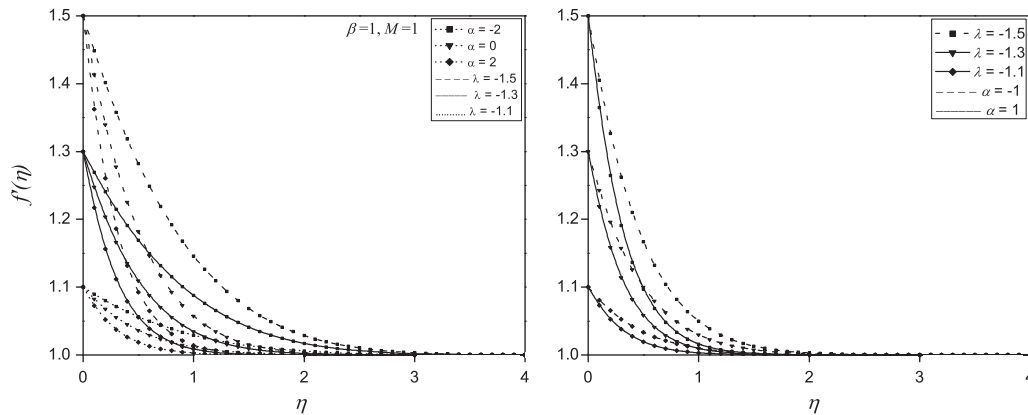 β=1, M=1
α = -2
α = 0
α = 2
λ = -1.5
λ = -1.3
λ = -1.1
f'(η)
1.5
1.4
1.3
1.2
1.1
1.0
0 1 2 3 4
η
λ = -1.5
λ = -1.3
λ = -1.1
α = -1
α = 1
1.5
1.4
1.3
1.2
1.1
1.0
0 1 2 3 4
η